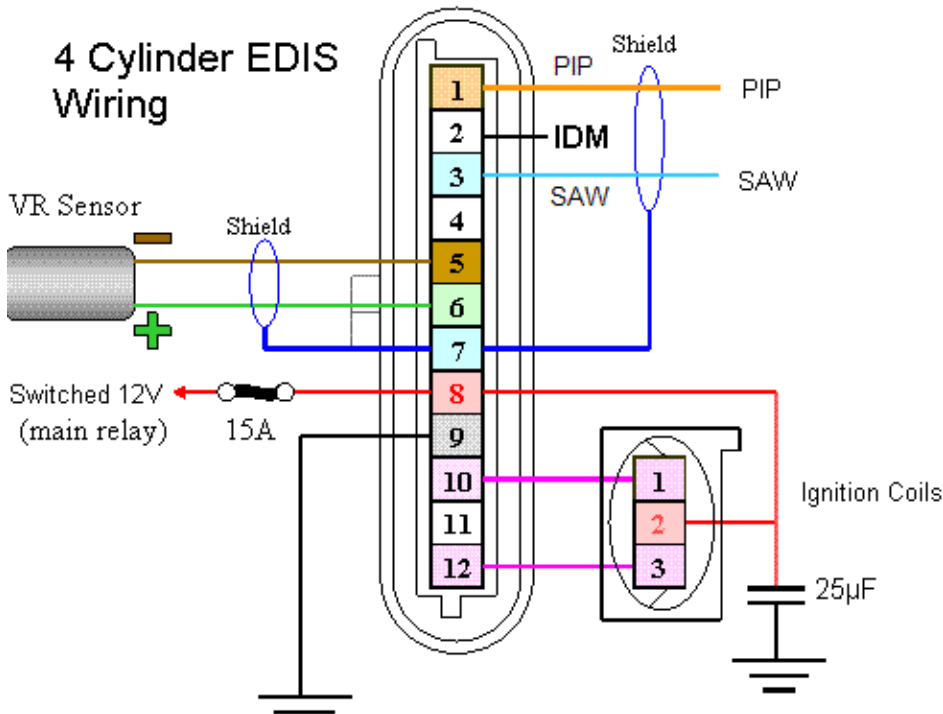 4 Cylinder EDIS
Wiring
Shield
PIP
PIP
1
2
IDM
3
SAW
SAW
4
VR Sensor
Shield
5
6
7
8
Switched 12V
(main relay)
15A
9
10
1
11
2
Ignition Coils
12
3
25µF